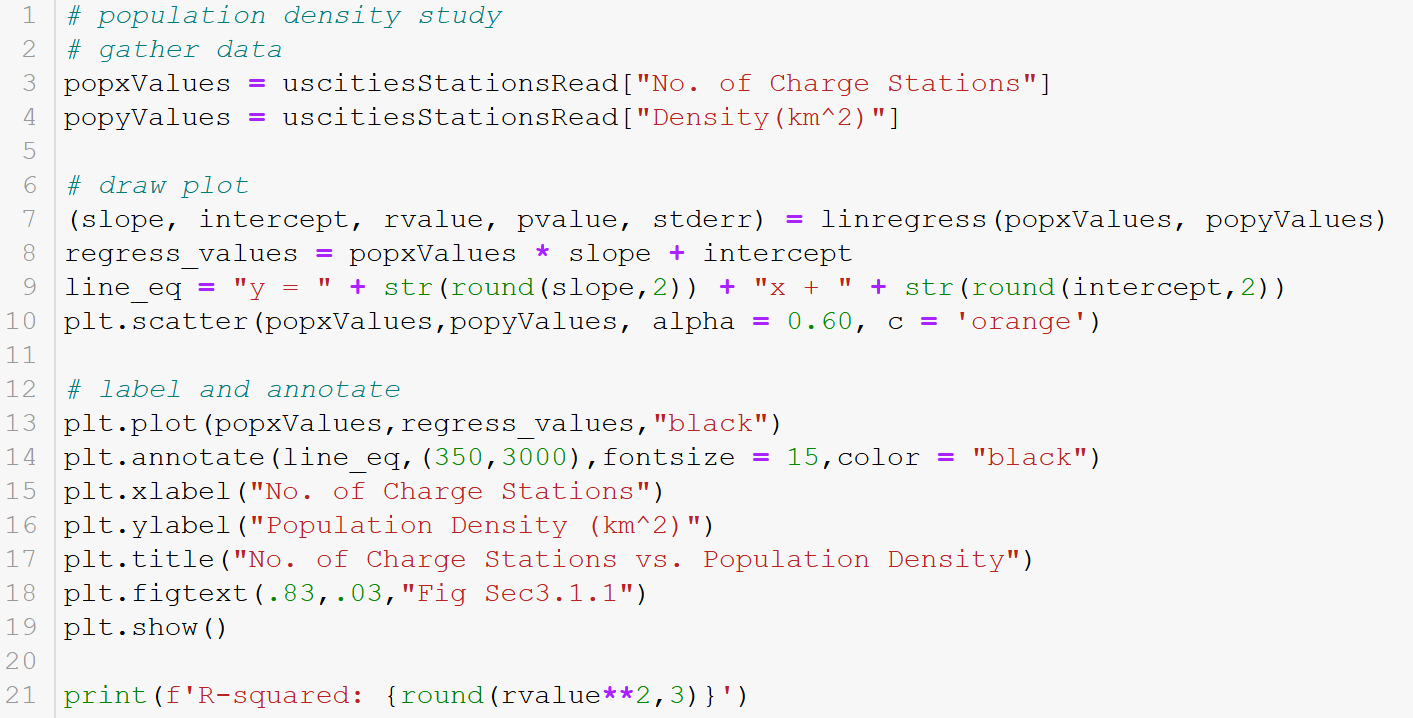 1 # population density study
2 # gather data
3 popxValues = uscitiesStationsRead["No. of Charge Stations"]
4 popyValues = uscitiesStationsRead["Density(km^2)"]
5
6 # draw plot
7 (slope, intercept, rvalue, pvalue, stderr) = linregress(popxValues, popyValues)
8 regress_values = popxValues * slope + intercept
9 line_eq = "y = " + str(round(slope,2)) + "x + " + str(round(intercept,2))
10 plt.scatter(popxValues,popyValues, alpha = 0.60, c = 'orange')
11
12 # label and annotate
13 plt.plot(popxValues,regress_values,"black")
14 plt.annotate(line_eq,(350,3000),fontsize = 15,color = "black")
15 plt.xlabel("No. of Charge Stations")
16 plt.ylabel("Population Density (km^2)")
17 plt.title("No. of Charge Stations vs. Population Density")
18 plt.figtext(.83,.03,"Fig Sec3.1.1")
19 plt.show()
20
21 print(f'R-squared: {round(rvalue**2,3)}')